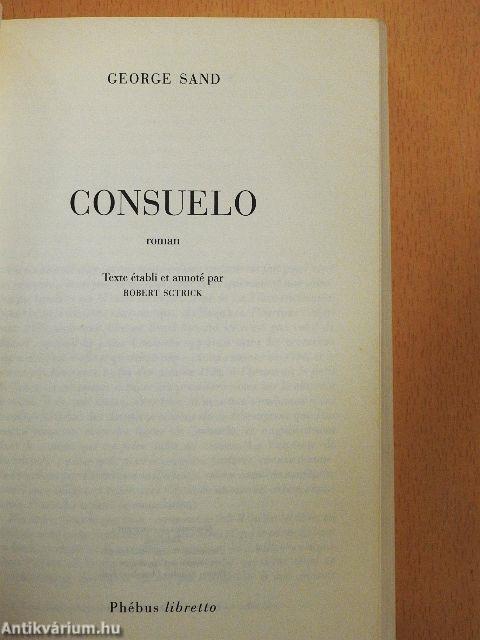 GEORGE SAND
CONSUELO
roman
Texte établi et annoté par
ROBERT SCTRICK
Phébus libretto
Antikvárium.hu